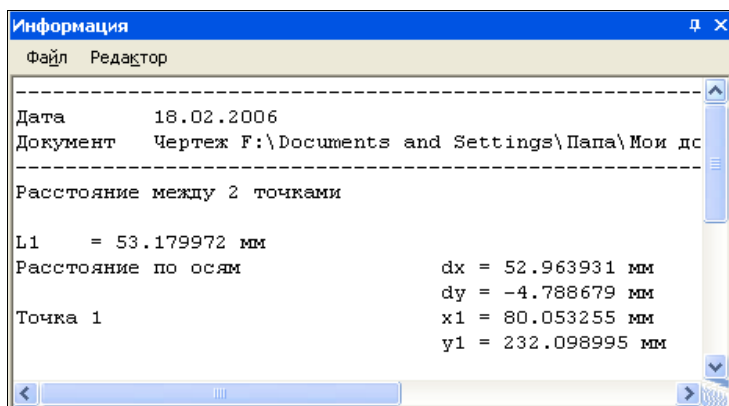 Информация
Файл Редактор
------------------------------------------------------
Дата 18.02.2006
Документ Чертеж F:\Documents and Settings\Папа\Мои до
------------------------------------------------------
Расстояние между 2 точками
L1 = 53.179972 мм
Расстояние по осям dx = 52.963931 мм
dy = -4.788679 мм
Точка 1 x1 = 80.053255 мм
y1 = 232.098995 мм